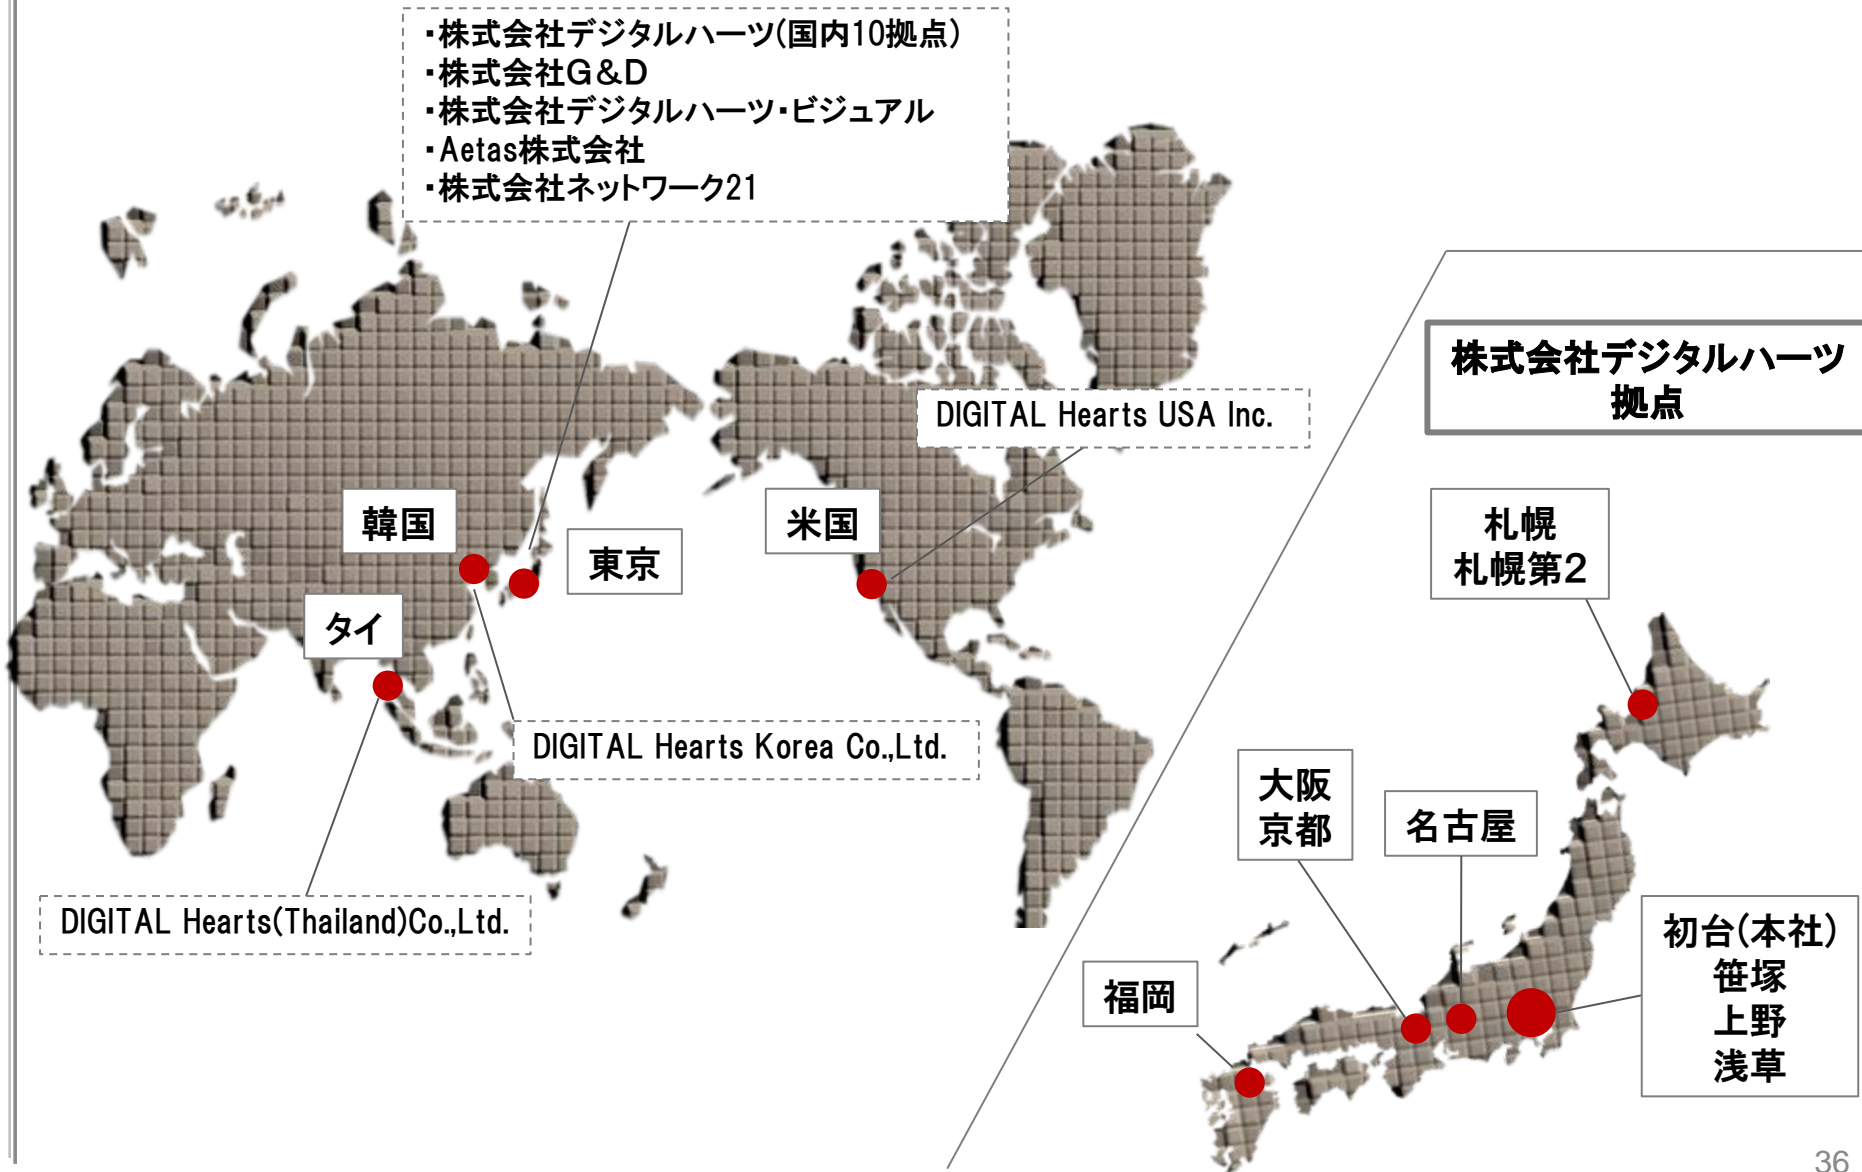 ・株式会社デジタルハーツ(国内10拠点)
・株式会社G&D
・株式会社デジタルハーツ・ビジュアル
・Aetas株式会社
・株式会社ネットワーク21
株式会社デジタルハーツ
拠点
DIGITAL Hearts USA Inc.
韓国
東京
米国
タイ
DIGITAL Hearts Korea Co.,Ltd.
DIGITAL Hearts(Thailand)Co.,Ltd.
札幌
札幌第2
大阪
京都
名古屋
福岡
初台(本社)
笹塚
上野
浅草
36